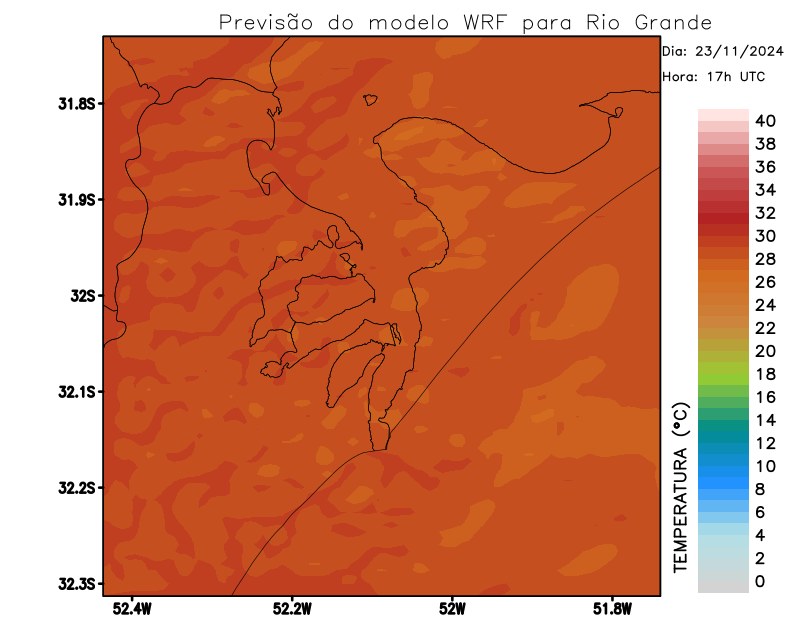 Previsão do modelo WRF para Rio Grande
Dia: 23/11/2024
Hora: 17h UTC
31.8S
31.9S
32S
32.1S
32.2S
32.3S
52.4W
52.2W
52W
51.8W
TEMPERATURA (°C)
40
38
36
34
32
30
28
26
24
22
20
18
16
14
12
10
8
6
4
2
0